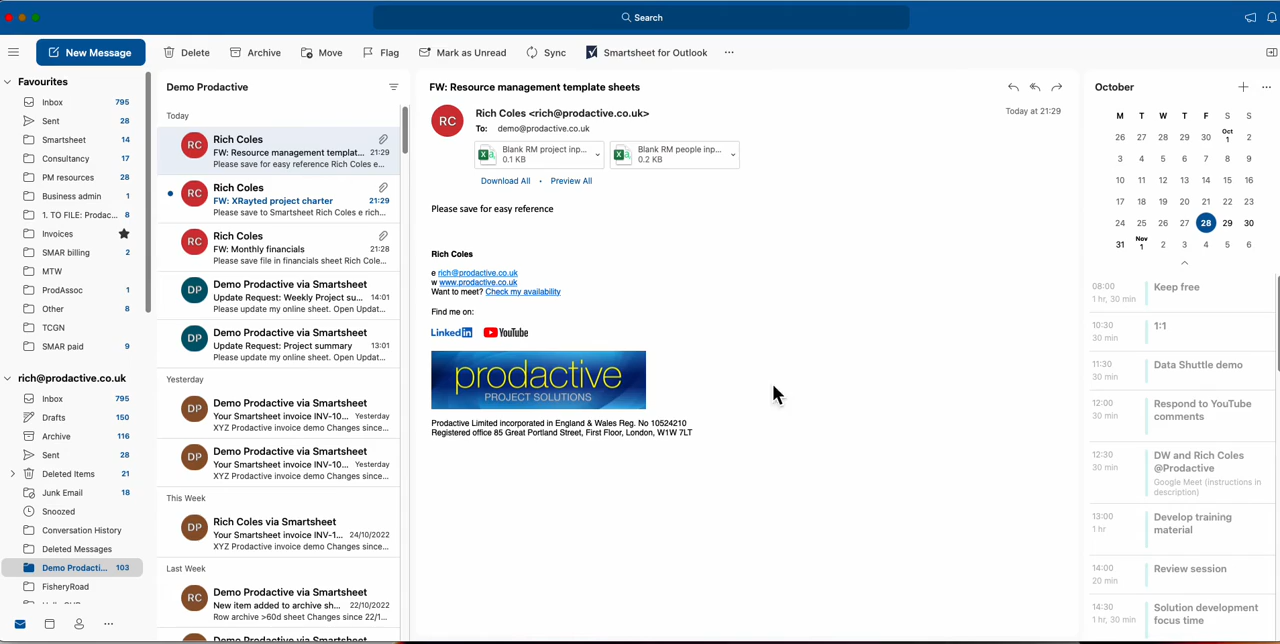 Search
New Message
Delete
Archive
Move
Flag
Mark as Unread
Sync
Smartsheet for Outlook
Favourites
Inbox 795
Sent 28
Smartsheet 14
Consultancy 17
PM resources 28
Business admin 1
1. TO FILE: Prodac... 8
Invoices
SMAR billing 2
MTW
ProdAssoc 1
Other 8
TCGN
SMAR paid 9
rich@prodactive.co.uk
Inbox 795
Drafts 150
Archive 116
Sent 28
Deleted Items 21
Junk Email 18
Snoozed
Conversation History
Deleted Messages
Demo Prodacti... 103
FisheryRoad
Demo Prodactive
Today
RC
Rich Coles
FW: Resource management templat... 21:29
Please save for easy reference Rich Coles e...
RC
Rich Coles
FW: XRayted project charter 21:29
Please save to Smartsheet Rich Coles e rich...
RC
Rich Coles
FW: Monthly financials 21:28
Please save file in financials sheet Rich Cole...
DP
Demo Prodactive via Smartsheet
Update Request: Weekly Project su... 14:01
Please update my online sheet. Open Updat...
DP
Demo Prodactive via Smartsheet
Update Request: Project summary 13:01
Please update my online sheet. Open Updat...
Yesterday
DP
Demo Prodactive via Smartsheet
Your Smartsheet invoice INV-10... Yesterday
XYZ Prodactive invoice demo Changes since...
DP
Demo Prodactive via Smartsheet
Your Smartsheet invoice INV-10... Yesterday
XYZ Prodactive invoice demo Changes since...
This Week
DP
Rich Coles via Smartsheet
Your Smartsheet invoice INV-1... 24/10/2022
XYZ Prodactive invoice demo Changes since...
Last Week
RC
Demo Prodactive via Smartsheet
New item added to archive sh... 22/10/2022
Row archive >60d sheet Changes since 22/1...
Demo Prodactive via Smartsheet
FW: Resource management template sheets
RC
Rich Coles <rich@prodactive.co.uk>
Today at 21:29
To: demo@prodactive.co.uk
Blank RM project inp...
0.1 KB
Blank RM people inp...
0.2 KB
Download All • Preview All
Please save for easy reference
Rich Coles
e rich@prodactive.co.uk
w www.prodactive.co.uk
Want to meet? Check my availability
Find me on:
Linked in
YouTube
prodactive
PROJECT SOLUTIONS
Prodactive Limited incorporated in England & Wales Reg. No 10524210
Registered office 85 Great Portland Street, First Floor, London, W1W 7LT
October
M T W T F S S
26 27 28 29 30 Oct 1 2
3 4 5 6 7 8 9
10 11 12 13 14 15 16
17 18 19 20 21 22 23
24 25 26 27 28 29 30
31 Nov 1 2 3 4 5 6
08:00 Keep free
1 hr, 30 min
10:30 1:1
30 min
11:30 Data Shuttle demo
30 min
12:00 Respond to YouTube
30 min comments
12:30 DW and Rich Coles
30 min @Prodactive
Google Meet (instructions in
description)
13:00 Develop training
1 hr material
14:00 Review session
20 min
14:30 Solution development
1 hr, 30 min focus time